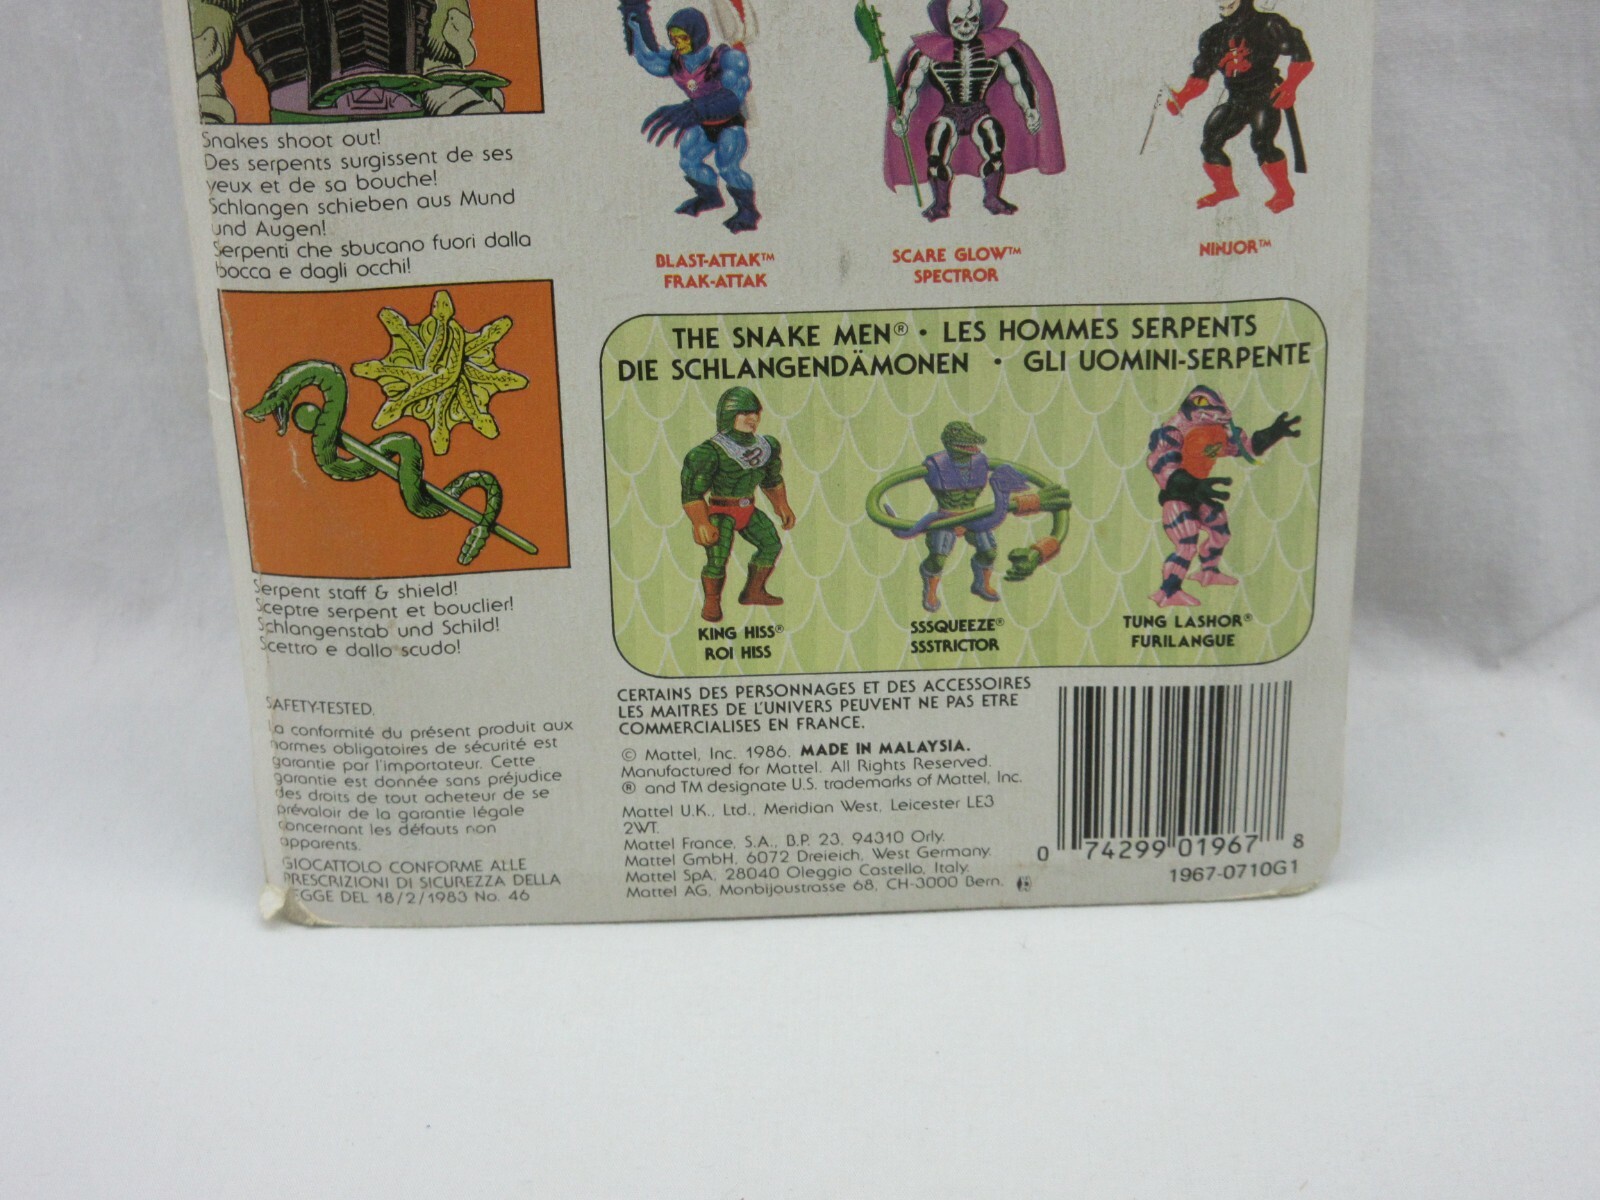 Snakes shoot out!
Des serpents surgissent de ses
yeux et de sa bouche!
Schlangen schieben aus Mund
und Augen!
Serpenti che sbucano fuori dalla
bocca e dagli occhi!
Serpent staff & shield!
Sceptre serpent et bouclier!
Schlangenstab und Schild!
Scettro e dallo scudo!
SAFETY-TESTED.
La conformité du présent produit aux
normes obligatoires de sécurité est
garantie par l'importateur. Cette
garantie est donnée sans préjudice
des droits de tout acheteur de se
prévaloir de la garantie légale
concernant les défauts non
apparents.
GIOCATTOLO CONFORME ALLE
PRESCRIZIONI DI SICUREZZA DELLA
LEGGE DEL 18/2/1983 No. 46
BLAST-ATTAK™
FRAK-ATTAK
SCARE GLOW™
SPECTROR
NINJOR™
THE SNAKE MEN® • LES HOMMES SERPENTS
DIE SCHLANGENDÄMONEN • GLI UOMINI-SERPENTE
KING HISS®
ROI HISS
SSSQUEEZE®
SSSTRICTOR
TUNG LASHOR®
FURILANGUE
CERTAINS DES PERSONNAGES ET DES ACCESSOIRES
LES MAITRES DE L'UNIVERS PEUVENT NE PAS ETRE
COMMERCIALISES EN FRANCE.
© Mattel, Inc. 1986. MADE IN MALAYSIA.
Manufactured for Mattel. All Rights Reserved.
® and TM designate U.S. trademarks of Mattel, Inc.
Mattel U.K., Ltd., Meridian West, Leicester LE3
2WT.
Mattel France, S.A., B.P. 23, 94310 Orly.
Mattel GmbH, 6072 Dreieich, West Germany.
Mattel SpA, 28040 Oleggio Castello, Italy.
Mattel AG, Monbijoustrasse 68, CH-3000 Bern.
0 74299 01967 8
1967-0710G1